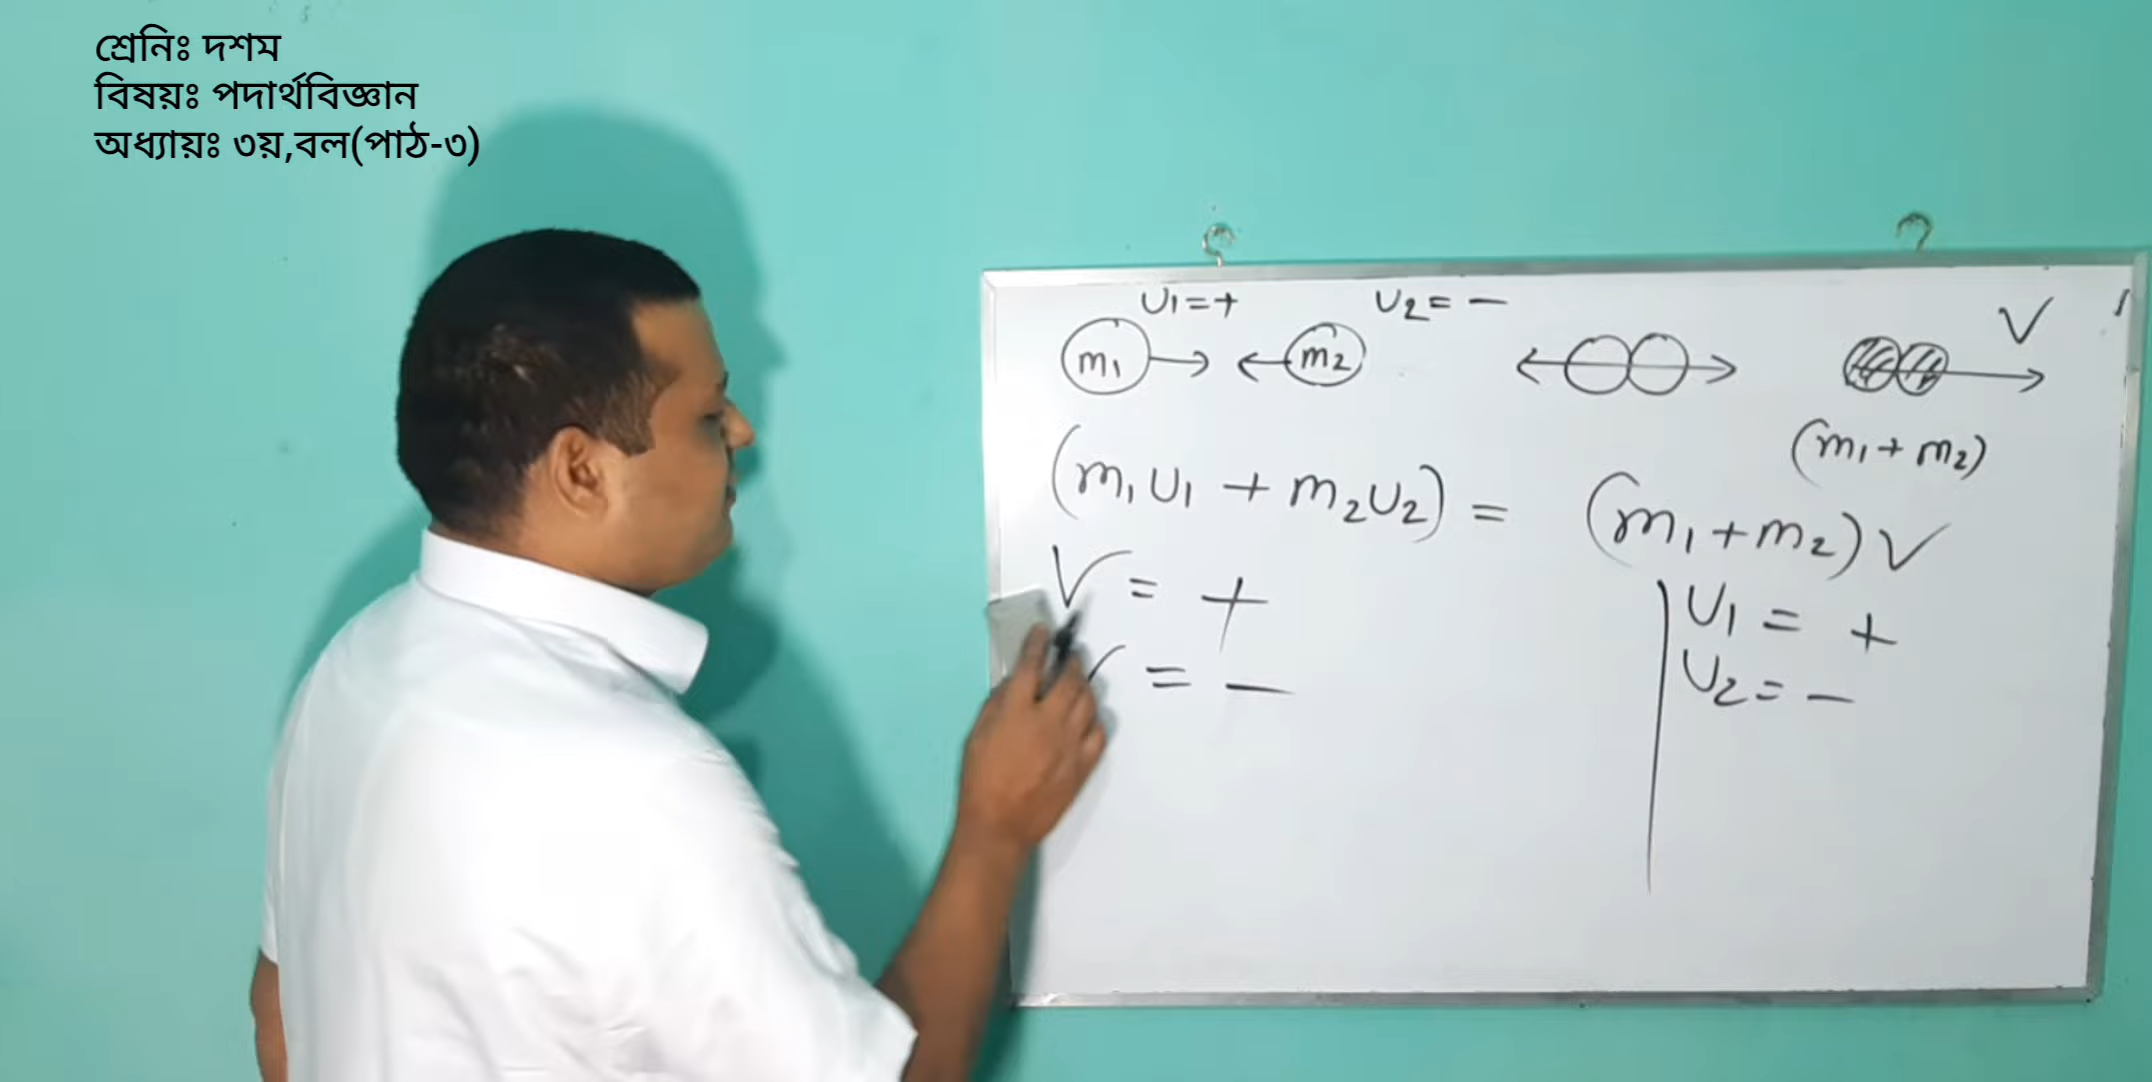 শ্রেনিঃ দশম
বিষয়ঃ পদার্থবিজ্ঞান
অধ্যায়ঃ ৩য়,বল(পাঠ-৩)
U1=+ U2= − V
m1 m2
(m1+m2)
(m1U1 + m2U2) = (m1+m2)V
V = +
V = −
U1 = +
U2 = −